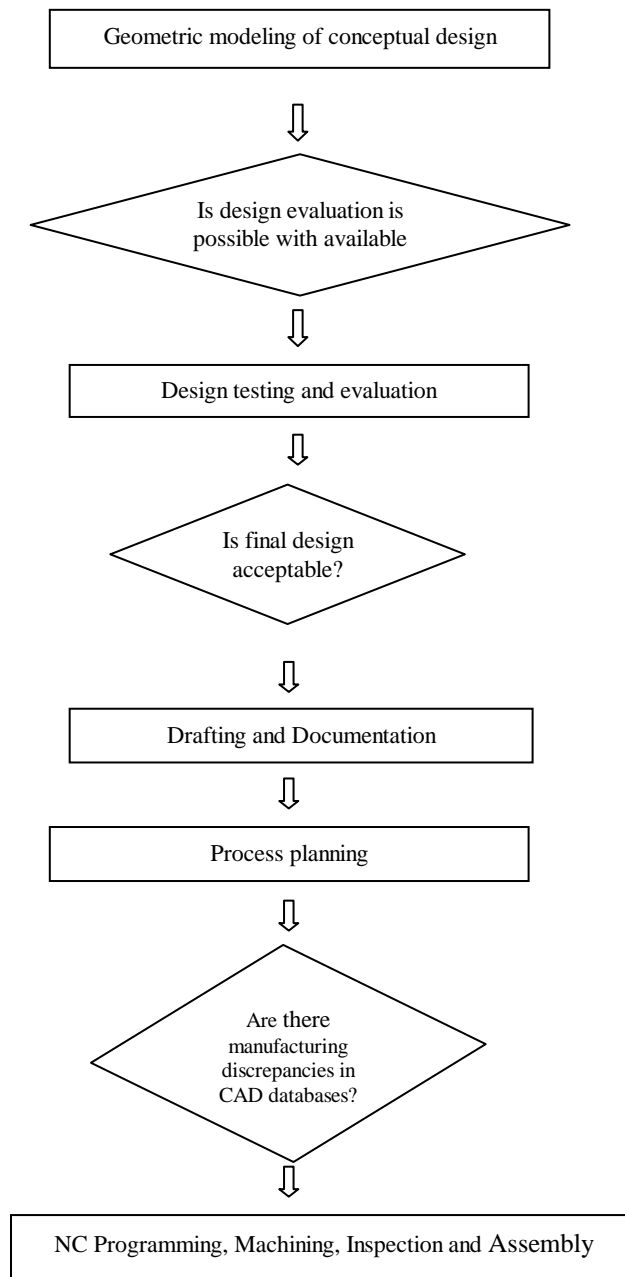 Geometric modeling of conceptual design
Is design evaluation is
possible with available
Design testing and evaluation
Is final design
acceptable?
Drafting and Documentation
Process planning
Are there
manufacturing
discrepancies in
CAD databases?
NC Programming, Machining, Inspection and Assembly